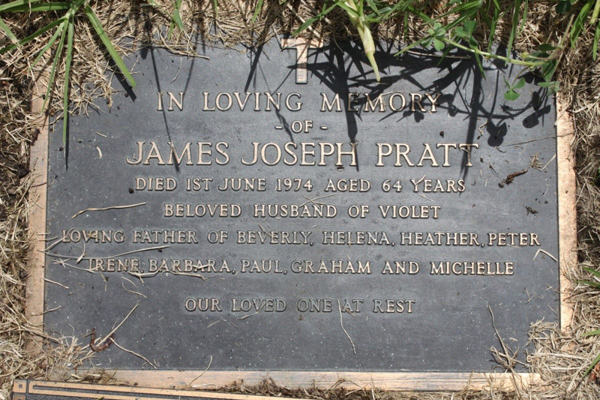 IN LOVING MEMORY
- OF -
JAMES JOSEPH PRATT
DIED 1ST JUNE 1974 AGED 64 YEARS
BELOVED HUSBAND OF VIOLET
LOVING FATHER OF BEVERLY, HELENA, HEATHER, PETER
IRENE, BARBARA, PAUL, GRAHAM AND MICHELLE
OUR LOVED ONE AT REST